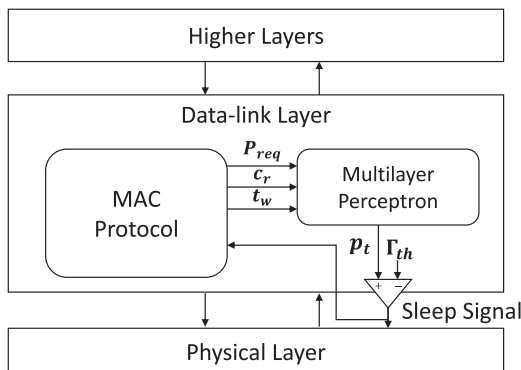 Higher Layers
Data-link Layer
MAC
Protocol
P_req
c_r
t_w
Multilayer
Perceptron
p_t
Γ_th
+
−
Sleep Signal
Physical Layer